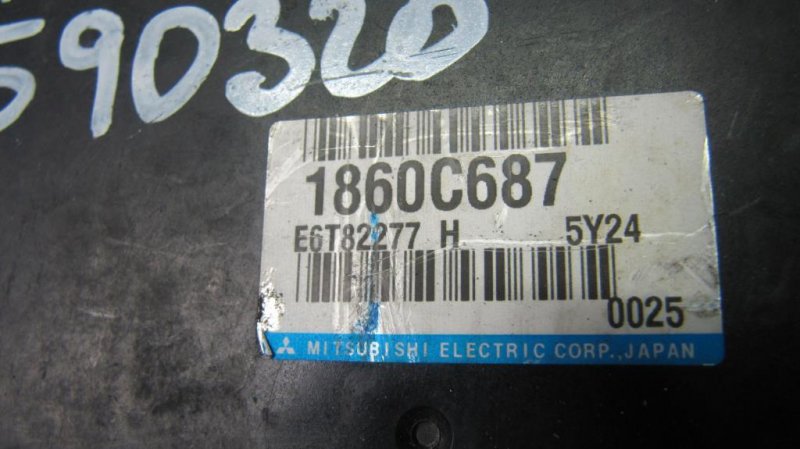 590320
1860C687
E6T82277 H 5Y24
0025
MITSUBISHI ELECTRIC CORP., JAPAN